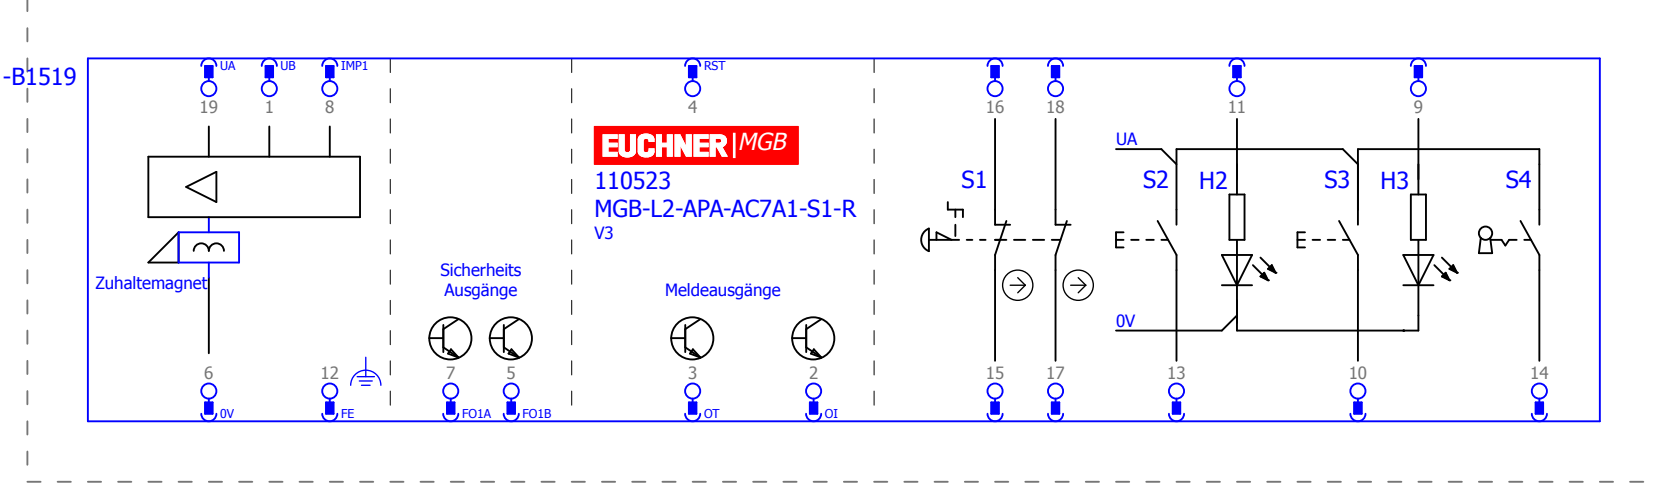 -B1519
UA UB IMP1 RST
19 1 8 4 16 18 11 9
EUCHNER|MGB
110523
MGB-L2-APA-AC7A1-S1-R
V3
UA
S1 S2 H2 S3 H3 S4
Zuhaltemagnet
Sicherheits
Ausgänge
Meldeausgänge
0V
6 12 7 5 3 2 15 17 13 10 14
0V FE FO1A FO1B OT OI